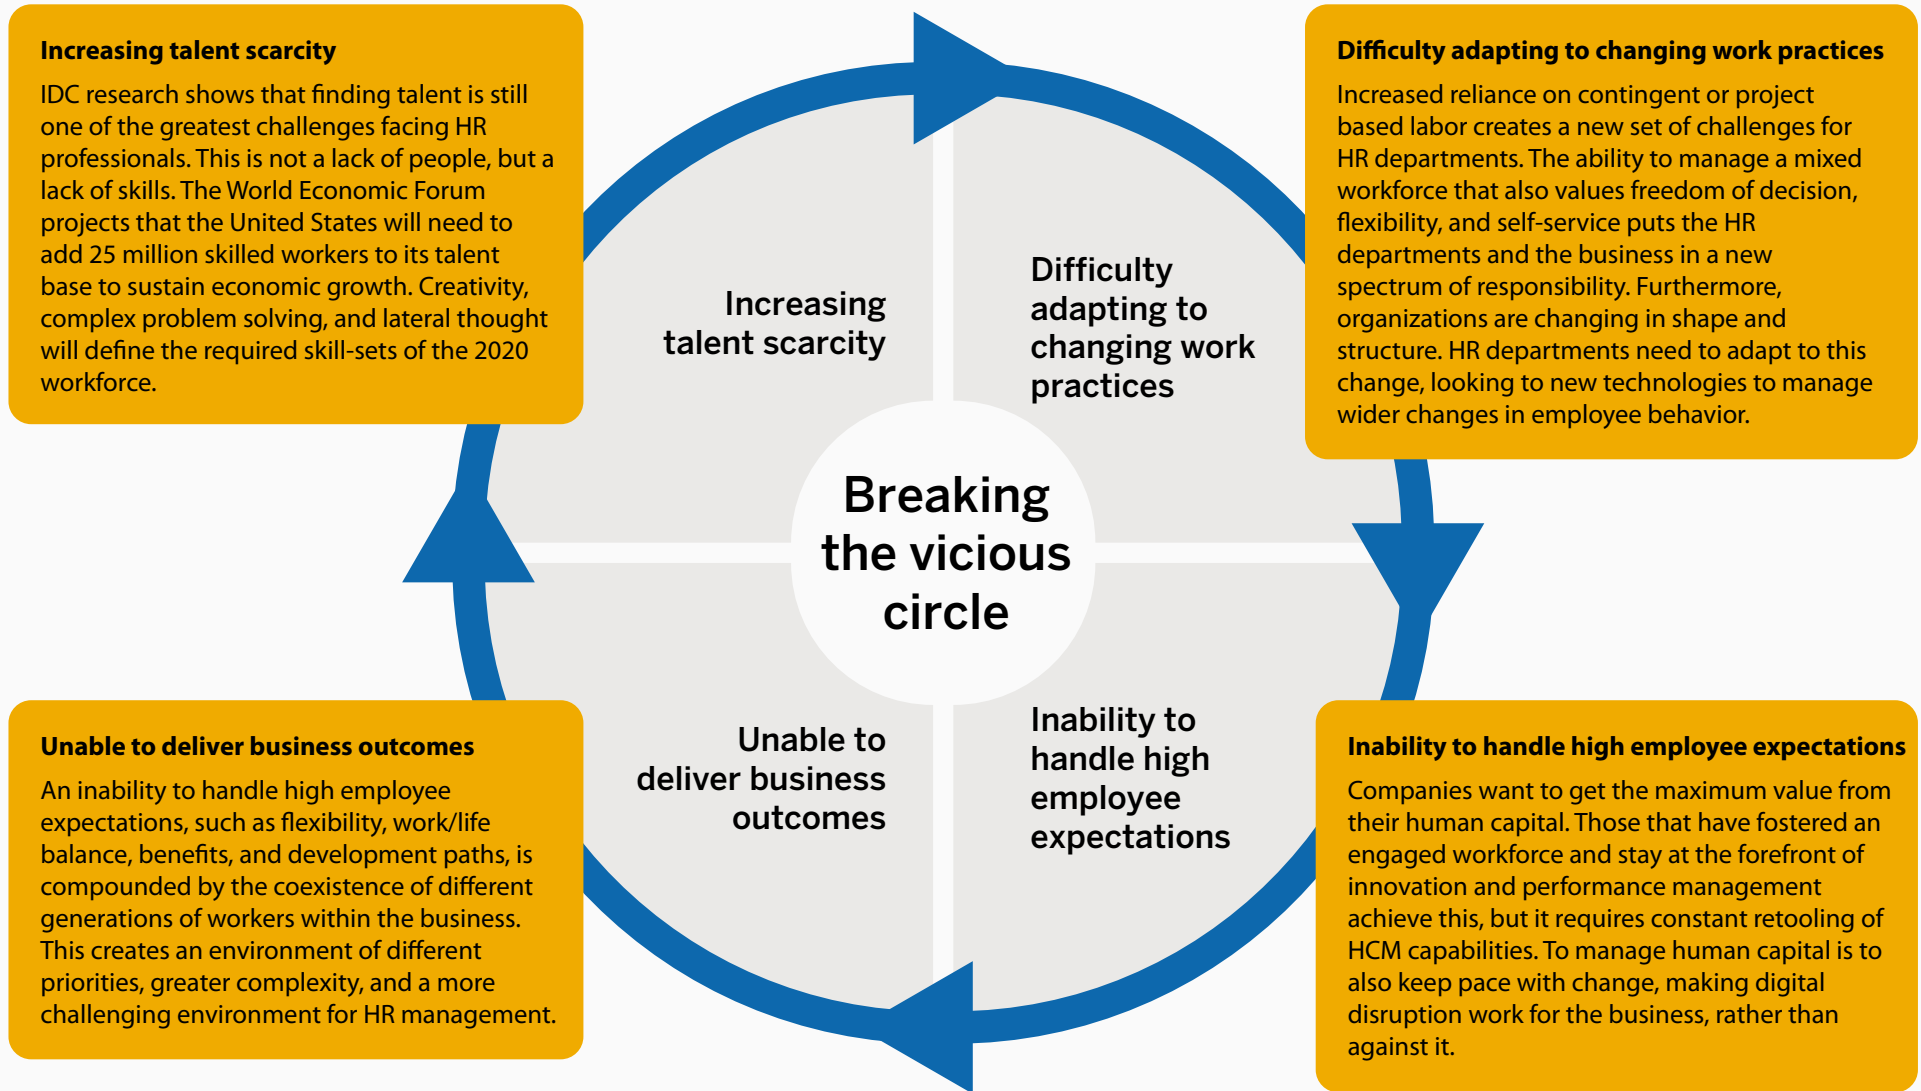 Increasing talent scarcity
IDC research shows that finding talent is still
one of the greatest challenges facing HR
professionals. This is not a lack of people, but a
lack of skills. The World Economic Forum
projects that the United States will need to
add 25 million skilled workers to its talent
base to sustain economic growth. Creativity,
complex problem solving, and lateral thought
will define the required skill-sets of the 2020
workforce.
Difficulty adapting to changing work practices
Increased reliance on contingent or project
based labor creates a new set of challenges for
HR departments. The ability to manage a mixed
workforce that also values freedom of decision,
flexibility, and self-service puts the HR
departments and the business in a new
spectrum of responsibility. Furthermore,
organizations are changing in shape and
structure. HR departments need to adapt to this
change, looking to new technologies to manage
wider changes in employee behavior.
Increasing
talent scarcity
Difficulty
adapting to
changing work
practices
Breaking
the vicious
circle
Unable to
deliver business
outcomes
Inability to
handle high
employee
expectations
Unable to deliver business outcomes
An inability to handle high employee
expectations, such as flexibility, work/life
balance, benefits, and development paths, is
compounded by the coexistence of different
generations of workers within the business.
This creates an environment of different
priorities, greater complexity, and a more
challenging environment for HR management.
Inability to handle high employee expectations
Companies want to get the maximum value from
their human capital. Those that have fostered an
engaged workforce and stay at the forefront of
innovation and performance management
achieve this, but it requires constant retooling of
HCM capabilities. To manage human capital is to
also keep pace with change, making digital
disruption work for the business, rather than
against it.